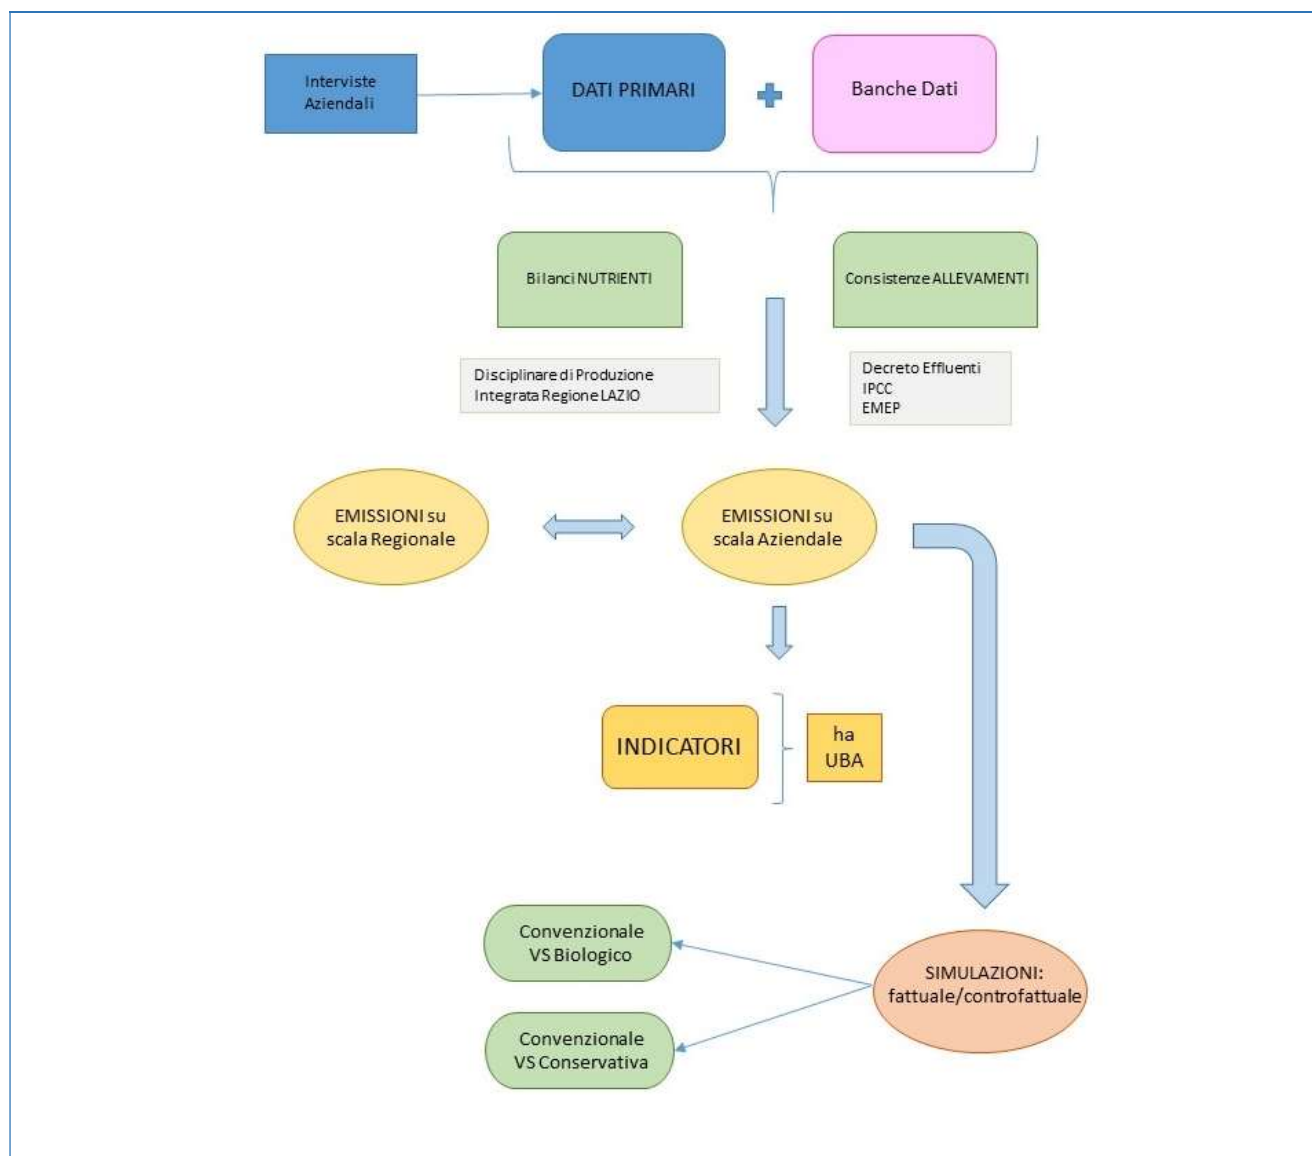 Interviste
Aziendali
DATI PRIMARI
Banche Dati
Bilanci NUTRIENTI
Consistenze ALLEVAMENTI
Disciplinare di Produzione
Integrata Regione LAZIO
Decreto Effluenti
IPCC
EMEP
EMISSIONI su
scala Regionale
EMISSIONI su
scala Aziendale
INDICATORI
ha
UBA
Convenzionale
VS Biologico
SIMULAZIONI:
fattuale/controfattuale
Convenzionale
VS Conservativa